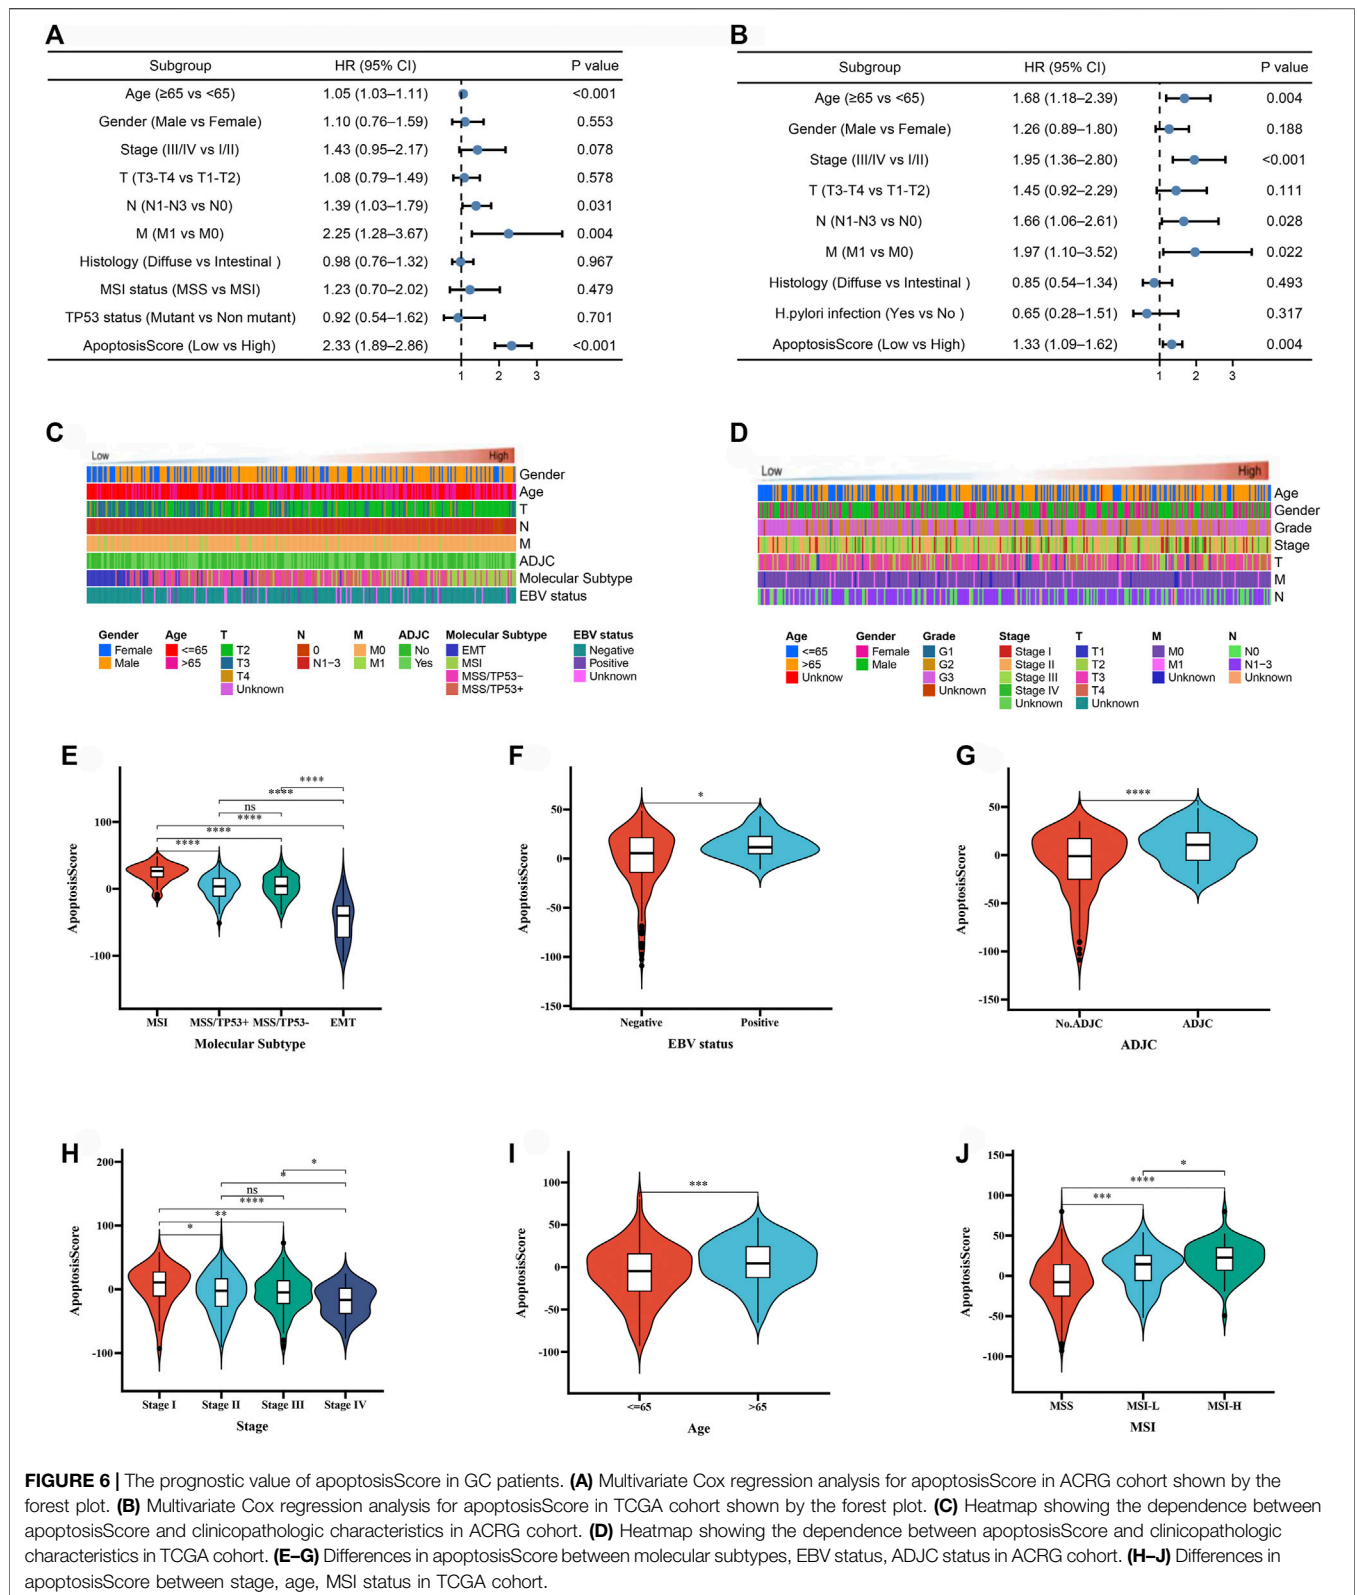 A
Subgroup HR (95% CI) P value
Age (≥65 vs <65) 1.05 (1.03–1.11) <0.001
Gender (Male vs Female) 1.10 (0.76–1.59) 0.553
Stage (III/IV vs I/II) 1.43 (0.95–2.17) 0.078
T (T3-T4 vs T1-T2) 1.08 (0.79–1.49) 0.578
N (N1-N3 vs N0) 1.39 (1.03–1.79) 0.031
M (M1 vs M0) 2.25 (1.28–3.67) 0.004
Histology (Diffuse vs Intestinal ) 0.98 (0.76–1.32) 0.967
MSI status (MSS vs MSI) 1.23 (0.70–2.02) 0.479
TP53 status (Mutant vs Non mutant) 0.92 (0.54–1.62) 0.701
ApoptosisScore (Low vs High) 2.33 (1.89–2.86) <0.001
1 2 3
B
Subgroup HR (95% CI) P value
Age (≥65 vs <65) 1.68 (1.18–2.39) 0.004
Gender (Male vs Female) 1.26 (0.89–1.80) 0.188
Stage (III/IV vs I/II) 1.95 (1.36–2.80) <0.001
T (T3-T4 vs T1-T2) 1.45 (0.92–2.29) 0.111
N (N1-N3 vs N0) 1.66 (1.06–2.61) 0.028
M (M1 vs M0) 1.97 (1.10–3.52) 0.022
Histology (Diffuse vs Intestinal ) 0.85 (0.54–1.34) 0.493
H.pylori infection (Yes vs No ) 0.65 (0.28–1.51) 0.317
ApoptosisScore (Low vs High) 1.33 (1.09–1.62) 0.004
1 2 3
C
Low High
Gender
Age
T
N
M
ADJC
Molecular Subtype
EBV status
Gender Age T N M ADJC Molecular Subtype EBV status
Female <=65 T2 0 M0 No EMT Negative
Male >65 T3 N1−3 M1 Yes MSI Positive
T4 MSS/TP53− Unknown
Unknown MSS/TP53+
D
Low High
Age
Gender
Grade
Stage
T
M
N
Age Gender Grade Stage T M N
<=65 Female G1 Stage I T1 M0 N0
>65 Male G2 Stage II T2 M1 N1−3
Unknow G3 Stage III T3 Unknown Unknown
Unknown Stage IV T4
Unknown Unknown
E
****
****
ns
****
****
****
100
0
-100
ApoptosisScore
MSI MSS/TP53+ MSS/TP53- EMT
Molecular Subtype
F
*
50
0
-50
-100
-150
ApoptosisScore
Negative Positive
EBV status
G
****
50
0
-50
-100
-150
ApoptosisScore
No.ADJC ADJC
ADJC
H
*
*
ns
****
**
*
200
100
0
-100
ApoptosisScore
Stage I Stage II Stage III Stage IV
Stage
I
***
100
50
0
-50
-100
ApoptosisScore
<=65 >65
Age
J
*
****
***
150
100
50
0
-50
-100
ApoptosisScore
MSS MSI-L MSI-H
MSI
FIGURE 6 | The prognostic value of apoptosisScore in GC patients. (A) Multivariate Cox regression analysis for apoptosisScore in ACRG cohort shown by the
forest plot. (B) Multivariate Cox regression analysis for apoptosisScore in TCGA cohort shown by the forest plot. (C) Heatmap showing the dependence between
apoptosisScore and clinicopathologic characteristics in ACRG cohort. (D) Heatmap showing the dependence between apoptosisScore and clinicopathologic
characteristics in TCGA cohort. (E–G) Differences in apoptosisScore between molecular subtypes, EBV status, ADJC status in ACRG cohort. (H–J) Differences in
apoptosisScore between stage, age, MSI status in TCGA cohort.